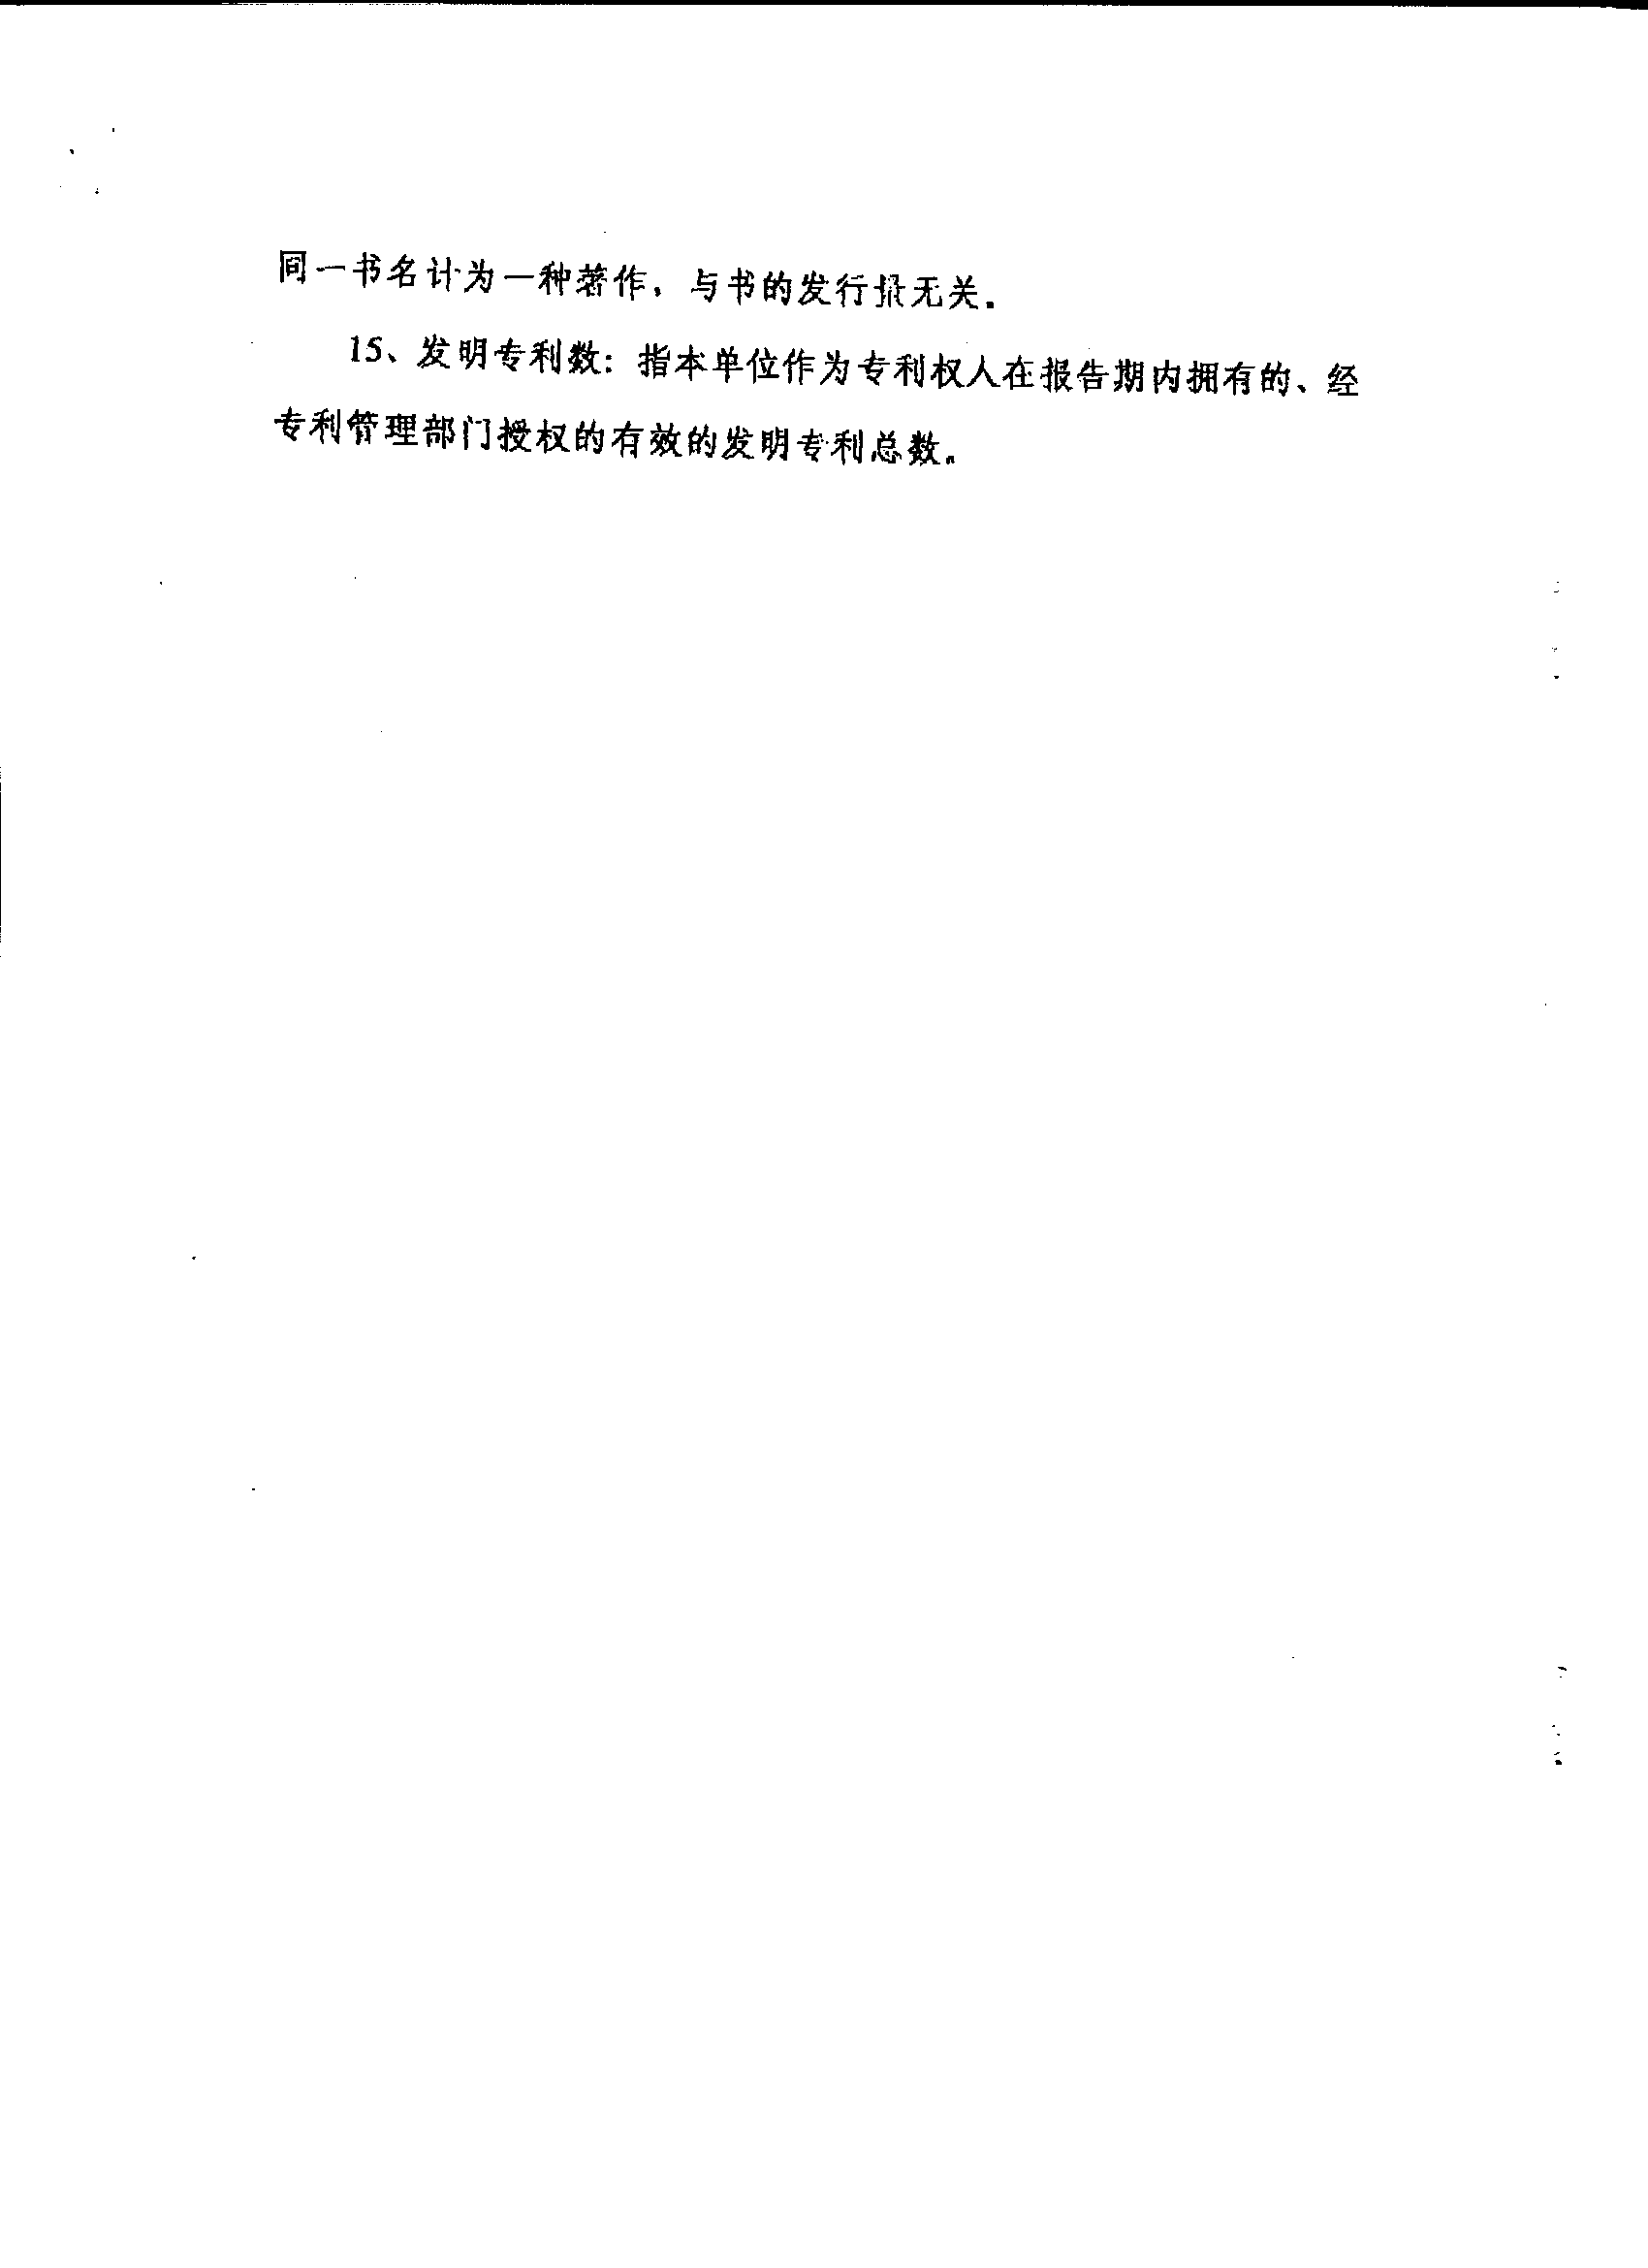 同一书名计为一种著作，与书的发行量无关。
15、发明专利数：指本单位作为专利权人在报告期内拥有的、经
专利管理部门授权的有效的发明专利总数。